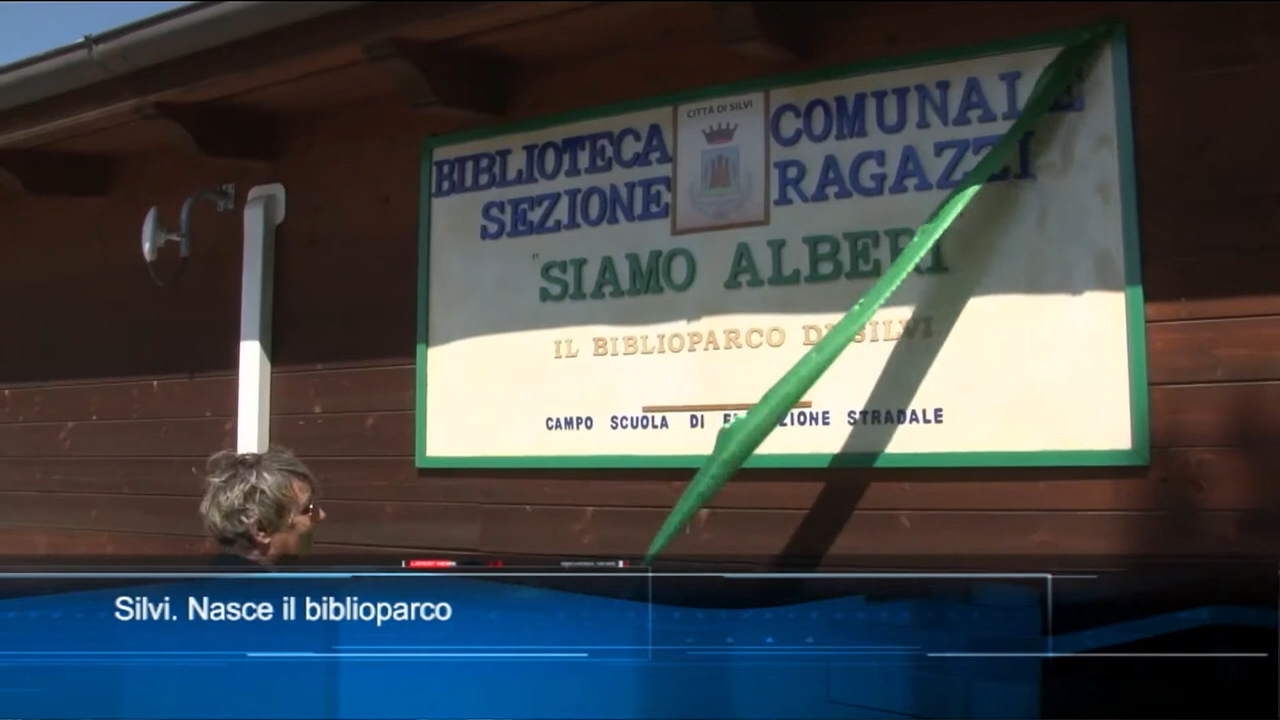 CITTÀ DI SILVI
BIBLIOTECA COMUNALE
SEZIONE RAGAZZI
"SIAMO ALBERI
IL BIBLIOPARCO DI SILVI
CAMPO SCUOLA DI STRADALE
Silvi. Nasce il biblioparco